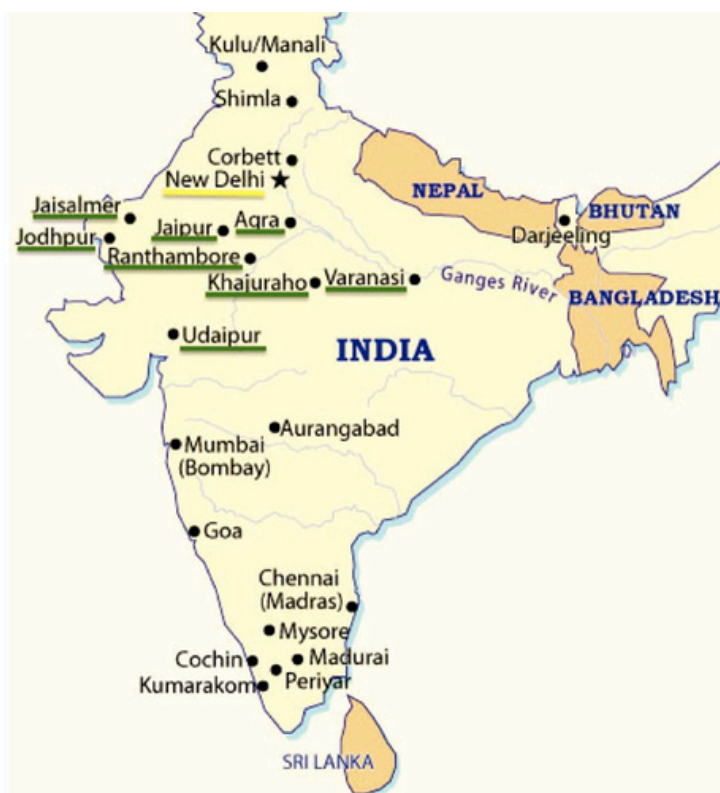 Kulu/Manali
Shimla
Corbett
New Delhi
NEPAL
Jaisalmer
BHUTAN
Jodhpur
Jaipur
Agra
Darjeeling
Ranthambore
Khajuraho
Varanasi
Ganges River
BANGLADESH
Udaipur
INDIA
Aurangabad
Mumbai
(Bombay)
Goa
Chennai
(Madras)
Mysore
Cochin
Madurai
Periyar
Kumarakom
SRI LANKA